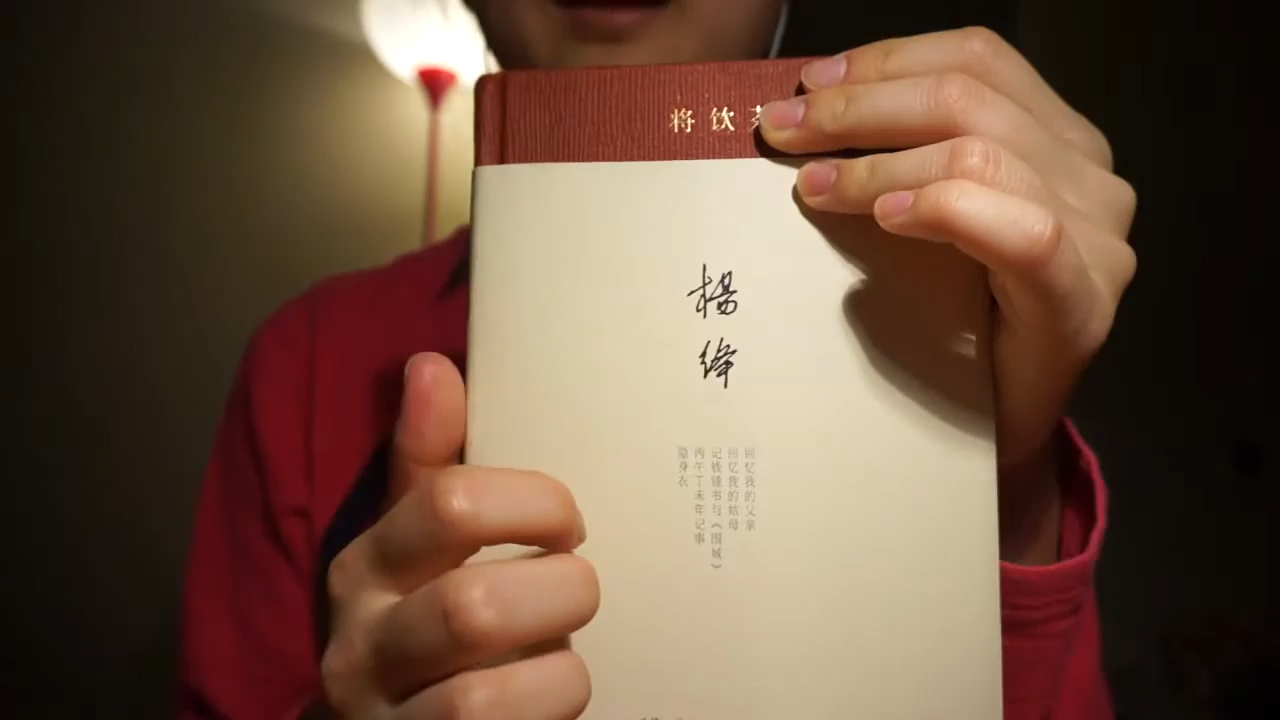 将饮茶
杨绛
回忆我的父亲
回忆我的姑母
记钱锺书与《围城》
丙午丁未年记事
隐身衣